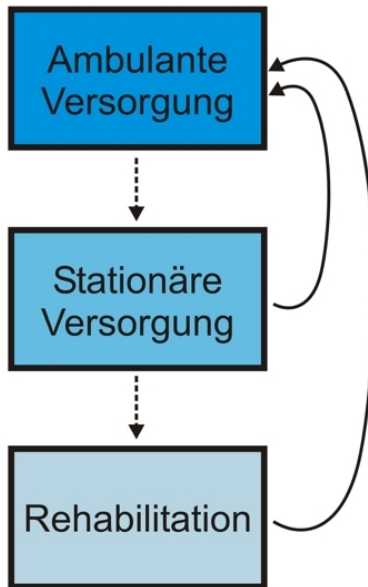 Ambulante
Versorgung
Stationäre
Versorgung
Rehabilitation